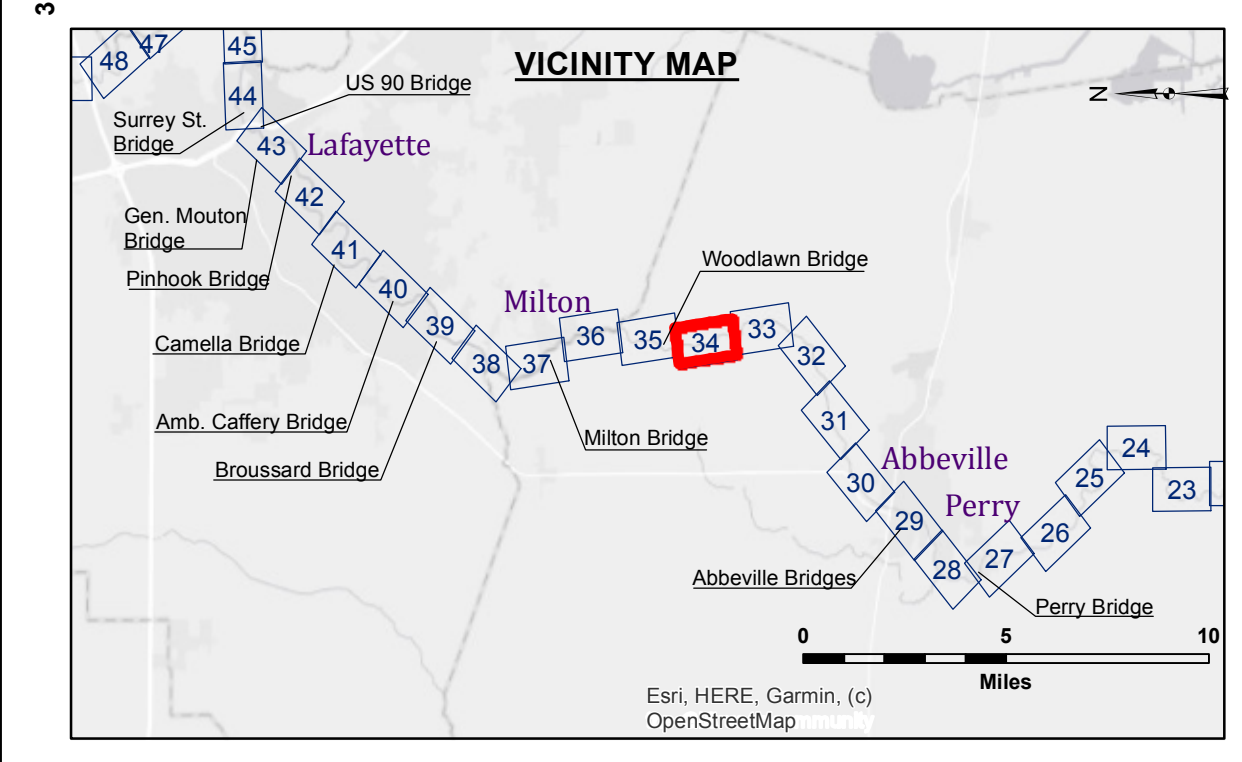 3
VICINITY MAP
N
47
48
45
44
US 90 Bridge
Surrey St.
Bridge
43
Lafayette
42
Gen. Mouton
Bridge
41
Pinhook Bridge
40
39
Camella Bridge
38
Amb. Caffery Bridge
Broussard Bridge
Milton
37
36
35
Woodlawn Bridge
34
33
32
Milton Bridge
31
30
Abbeville
29
Perry
28
27
26
25
24
23
Abbeville Bridges
Perry Bridge
0 5 10
Miles
Esri, HERE, Garmin, (c)
OpenStreetMap mmunity